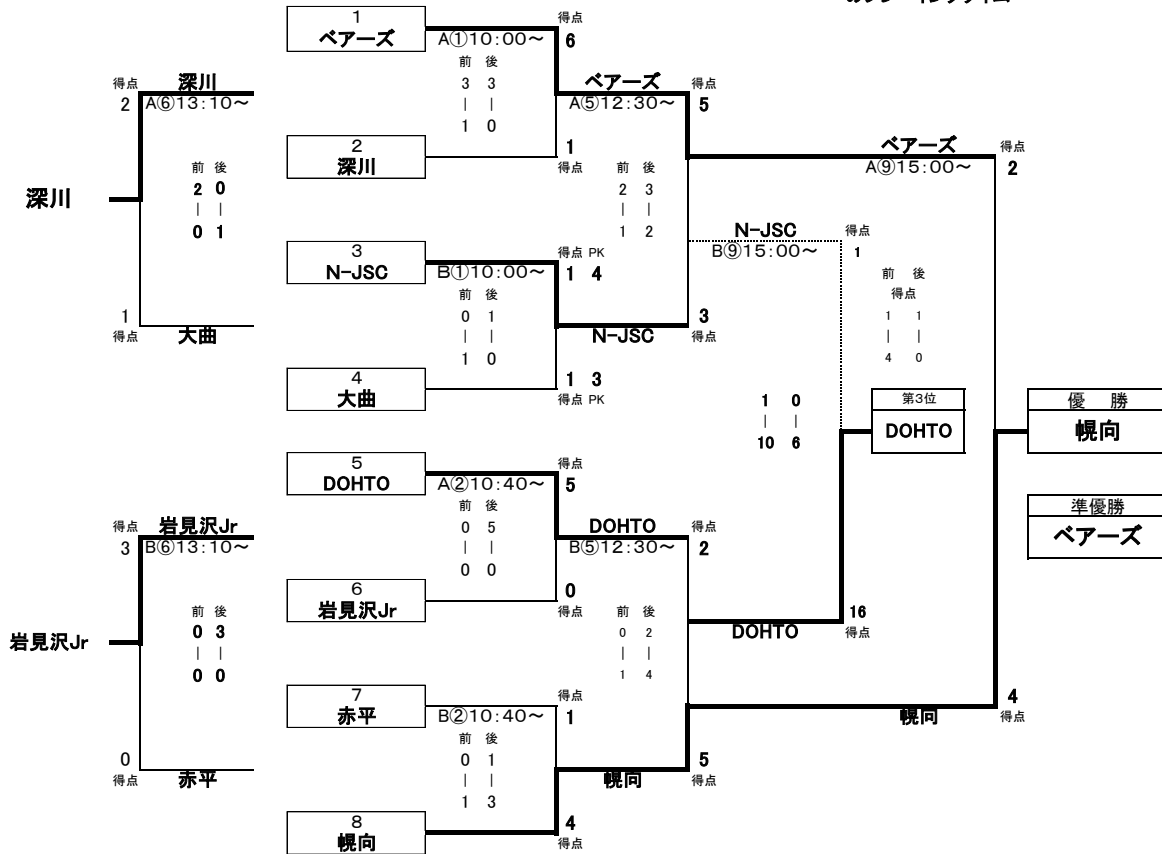 1
ベアーズ
A①10:00～
得点
6
前 後
3 3
| |
1 0
2
深川
1
得点
深川
得点
2
A⑥13:10～
前 後
2 0
| |
0 1
深川
1
得点
大曲
ベアーズ
A⑤12:30～
得点
5
前 後
2 3
| |
1 2
3
N-JSC
B①10:00～
得点 PK
1 4
前 後
0 1
| |
1 0
N-JSC
3
得点
4
大曲
1 3
得点 PK
ベアーズ
A⑨15:00～
得点
2
N-JSC
B⑨15:00～
得点
1
前 後
得点
1 1
| |
4 0
1 0
| |
10 6
第3位
DOHTO
優 勝
幌向
準優勝
ベアーズ
5
DOHTO
A②10:40～
得点
5
前 後
0 5
| |
0 0
6
岩見沢Jr
0
得点
DOHTO
B⑤12:30～
得点
2
前 後
0 2
| |
1 4
DOHTO
16
得点
岩見沢Jr
得点
3
B⑥13:10～
前 後
0 3
| |
0 0
岩見沢Jr
0
得点
赤平
7
赤平
B②10:40～
得点
1
前 後
0 1
| |
1 3
幌向
5
得点
8
幌向
4
得点
幌向
4
得点